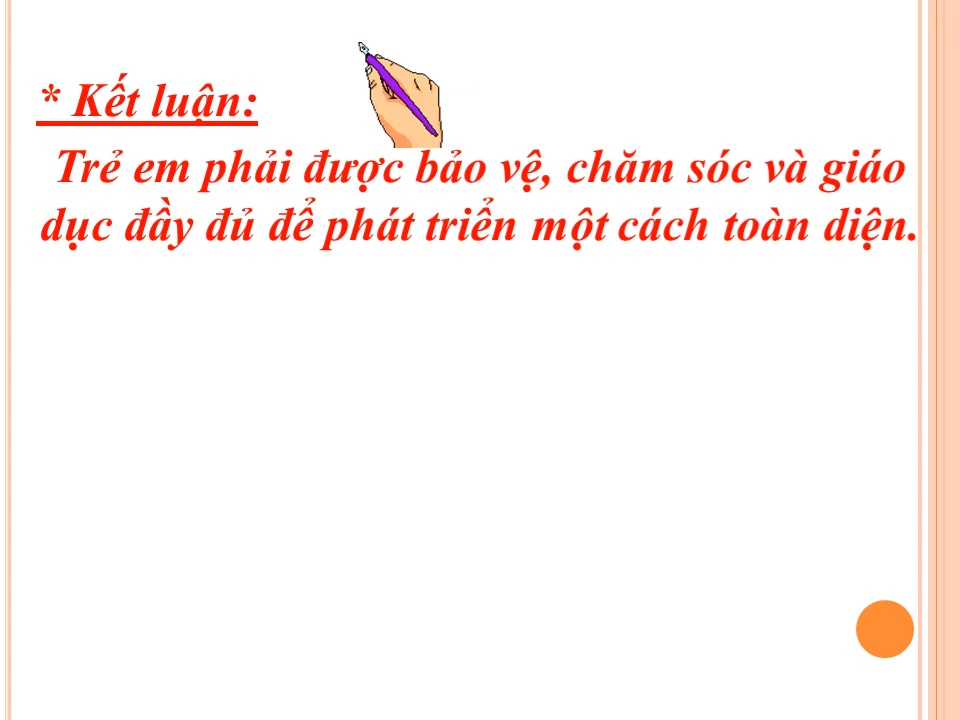 * Kết luận:
Trẻ em phải được bảo vệ, chăm sóc và giáo
dục đầy đủ để phát triển một cách toàn diện.